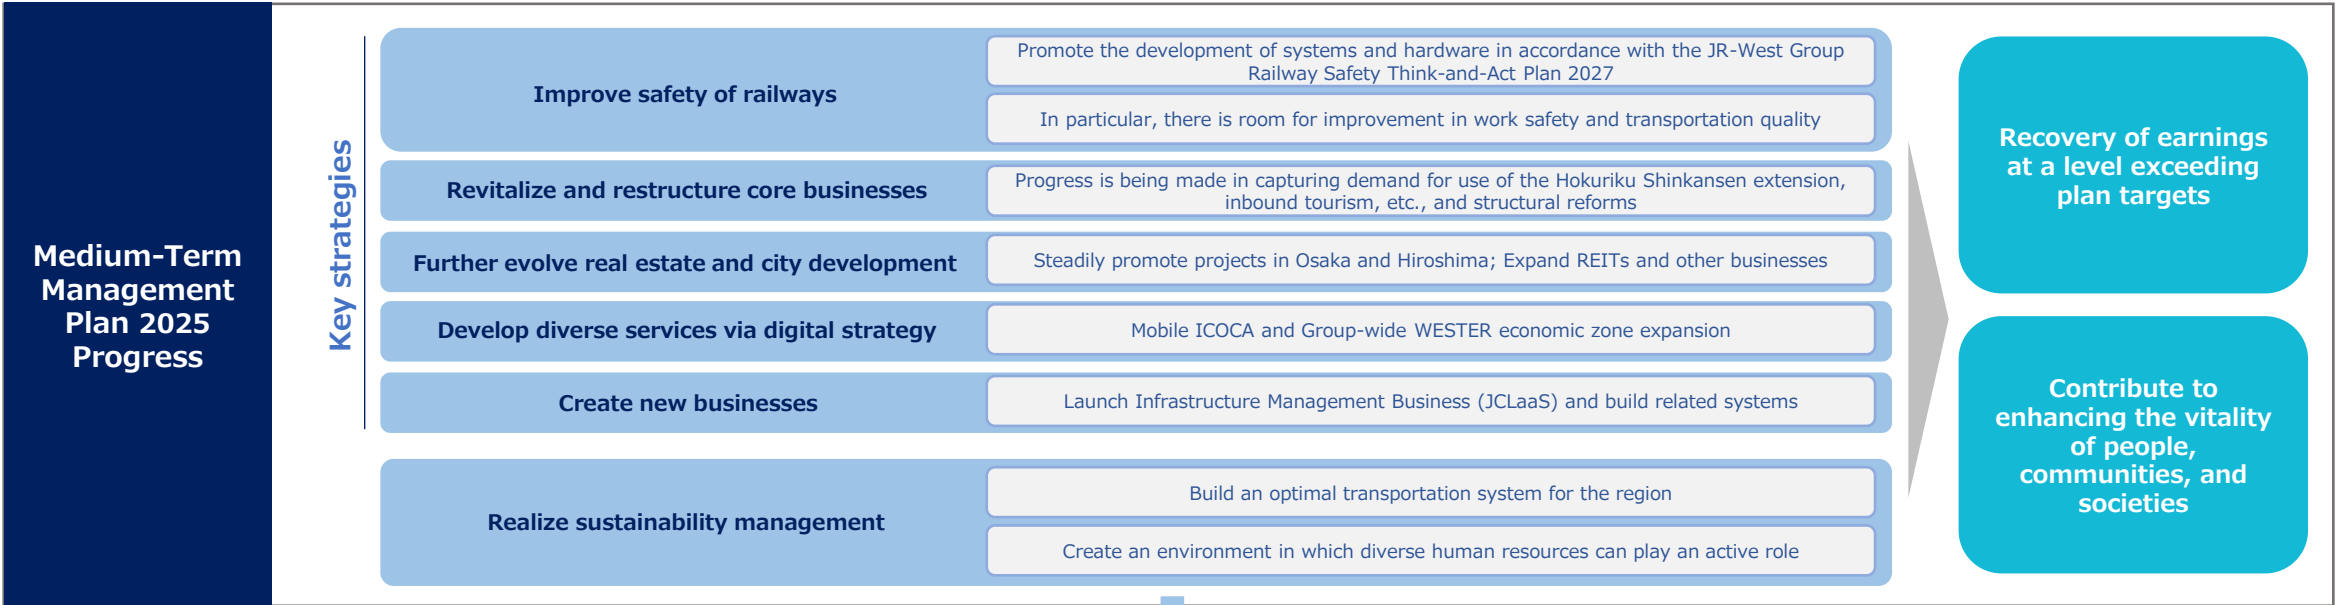 Medium-Term
Management
Plan 2025
Progress
Key strategies
Improve safety of railways
Promote the development of systems and hardware in accordance with the JR-West Group
Railway Safety Think-and-Act Plan 2027
In particular, there is room for improvement in work safety and transportation quality
Revitalize and restructure core businesses
Progress is being made in capturing demand for use of the Hokuriku Shinkansen extension,
inbound tourism, etc., and structural reforms
Further evolve real estate and city development
Steadily promote projects in Osaka and Hiroshima; Expand REITs and other businesses
Develop diverse services via digital strategy
Mobile ICOCA and Group-wide WESTER economic zone expansion
Create new businesses
Launch Infrastructure Management Business (JCLaaS) and build related systems
Realize sustainability management
Build an optimal transportation system for the region
Create an environment in which diverse human resources can play an active role
Recovery of earnings
at a level exceeding
plan targets
Contribute to
enhancing the vitality
of people,
communities, and
societies